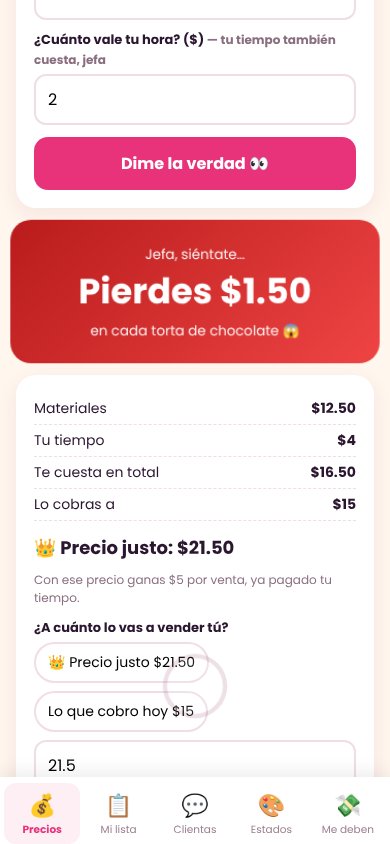 ¿Cuánto vale tu hora? ($) — tu tiempo también
cuesta, jefa
2
Dime la verdad 👀
Jefa, siéntate...
Pierdes $1.50
en cada torta de chocolate 😱
Materiales $12.50
Tu tiempo $4
Te cuesta en total $16.50
Lo cobras a $15
👑 Precio justo: $21.50
Con ese precio ganas $5 por venta, ya pagado tu
tiempo.
¿A cuánto lo vas a vender tú?
👑 Precio justo $21.50
Lo que cobro hoy $15
21.5
💰 📋 💬 🎨 💸
Precios Mi lista Clientas Estados Me deben